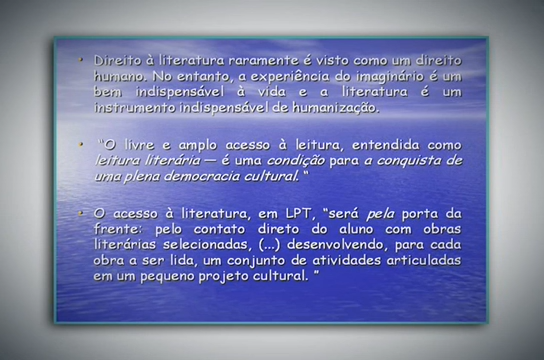 • Direito à literatura raramente é visto como um direito
humano. No entanto, a experiência do imaginário é um
bem indispensável à vida e a literatura é um
instrumento indispensável de humanização.
• "O livre e amplo acesso à leitura, entendida como
leitura literária — é uma condição para a conquista de
uma plena democracia cultural. "
• O acesso à literatura, em LPT, "será pela porta da
frente: pelo contato direto do aluno com obras
literárias selecionadas, (...) desenvolvendo, para cada
obra a ser lida, um conjunto de atividades articuladas
em um pequeno projeto cultural. "